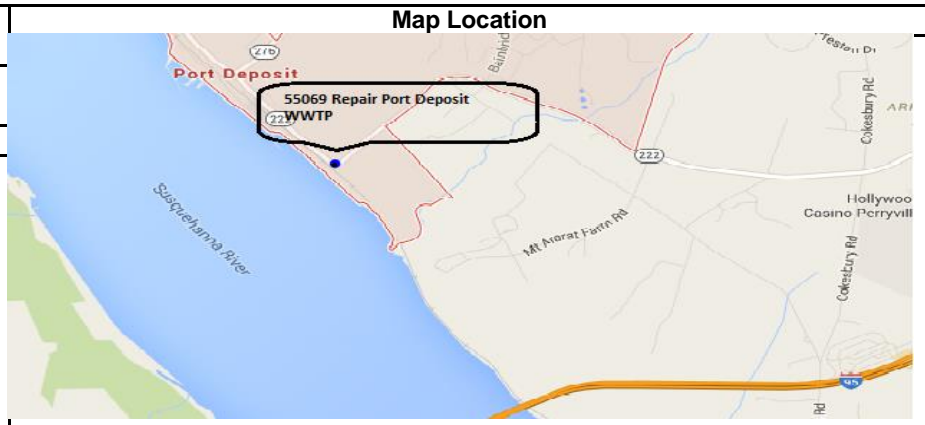 Map Location
276
Port Deposit
Bainbrid
55069 Repair Port Deposit
WWTP
222
Cokesbury Rd
222
Hollywoo
Casino Perryvill
Susquehanna River
Mt Ararat Farm Rd
Cokesbury Rd
95
Rd